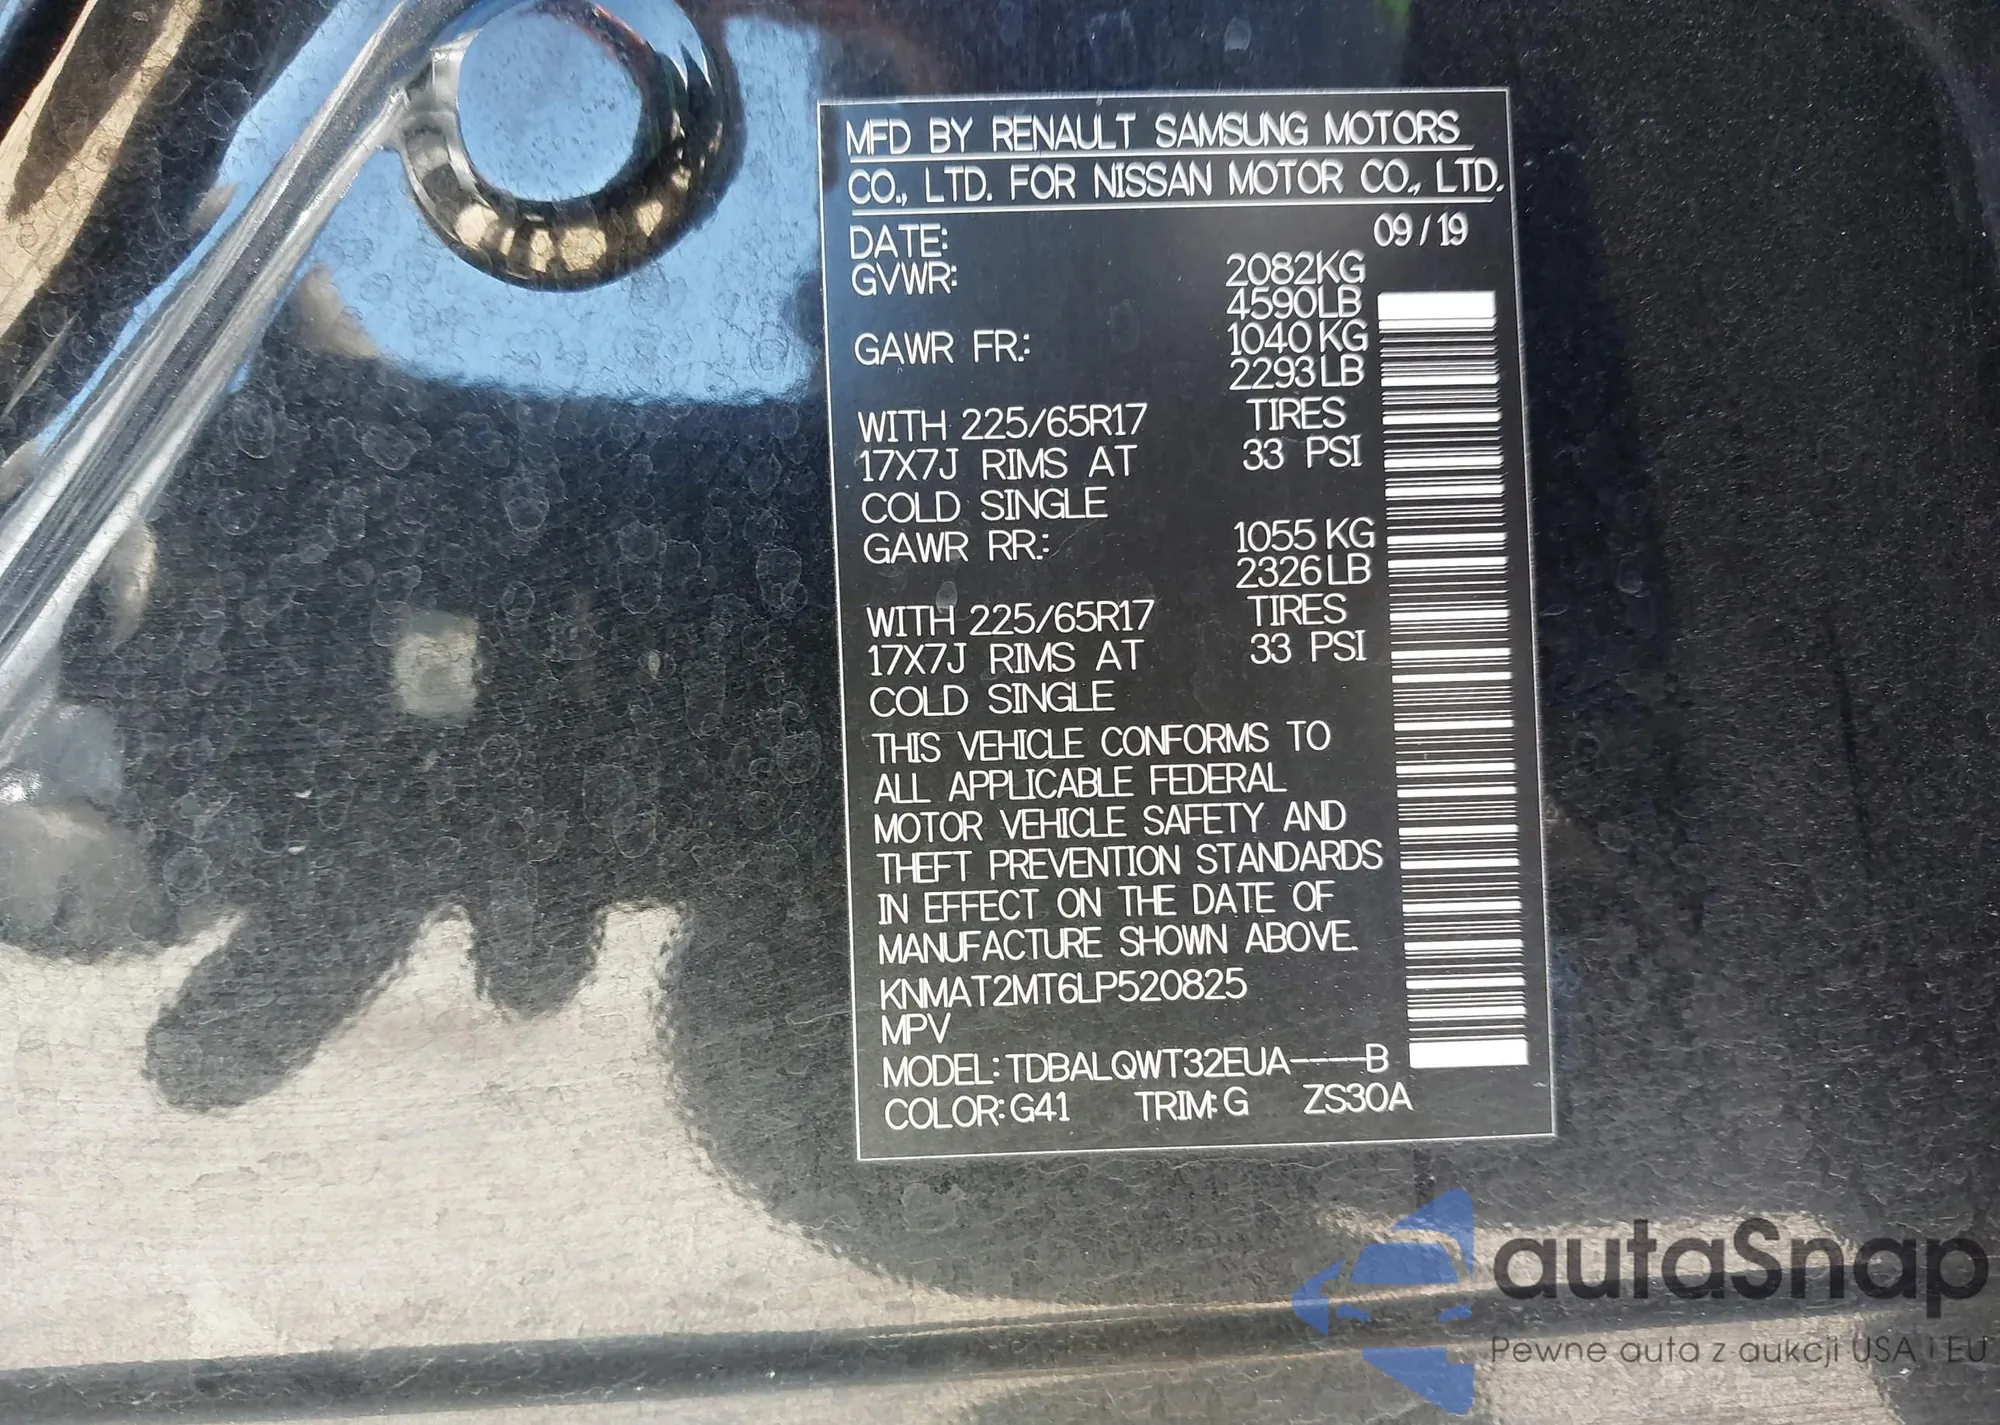 MFD BY RENAULT SAMSUNG MOTORS
CO., LTD. FOR NISSAN MOTOR CO., LTD.
DATE: 09 / 19
GVWR: 2082KG
4590LB
GAWR FR.: 1040KG
2293LB
WITH 225/65R17 TIRES
17X7J RIMS AT 33 PSI
COLD SINGLE
GAWR RR.: 1055KG
2326LB
WITH 225/65R17 TIRES
17X7J RIMS AT 33 PSI
COLD SINGLE
THIS VEHICLE CONFORMS TO
ALL APPLICABLE FEDERAL
MOTOR VEHICLE SAFETY AND
THEFT PREVENTION STANDARDS
IN EFFECT ON THE DATE OF
MANUFACTURE SHOWN ABOVE.
KNMAT2MT6LP520825
MPV
MODEL: TDBALQWT32EUA----B
COLOR: G41 TRIM: G ZS30A
autaSnap
Pewne auta z aukcji USA i EU